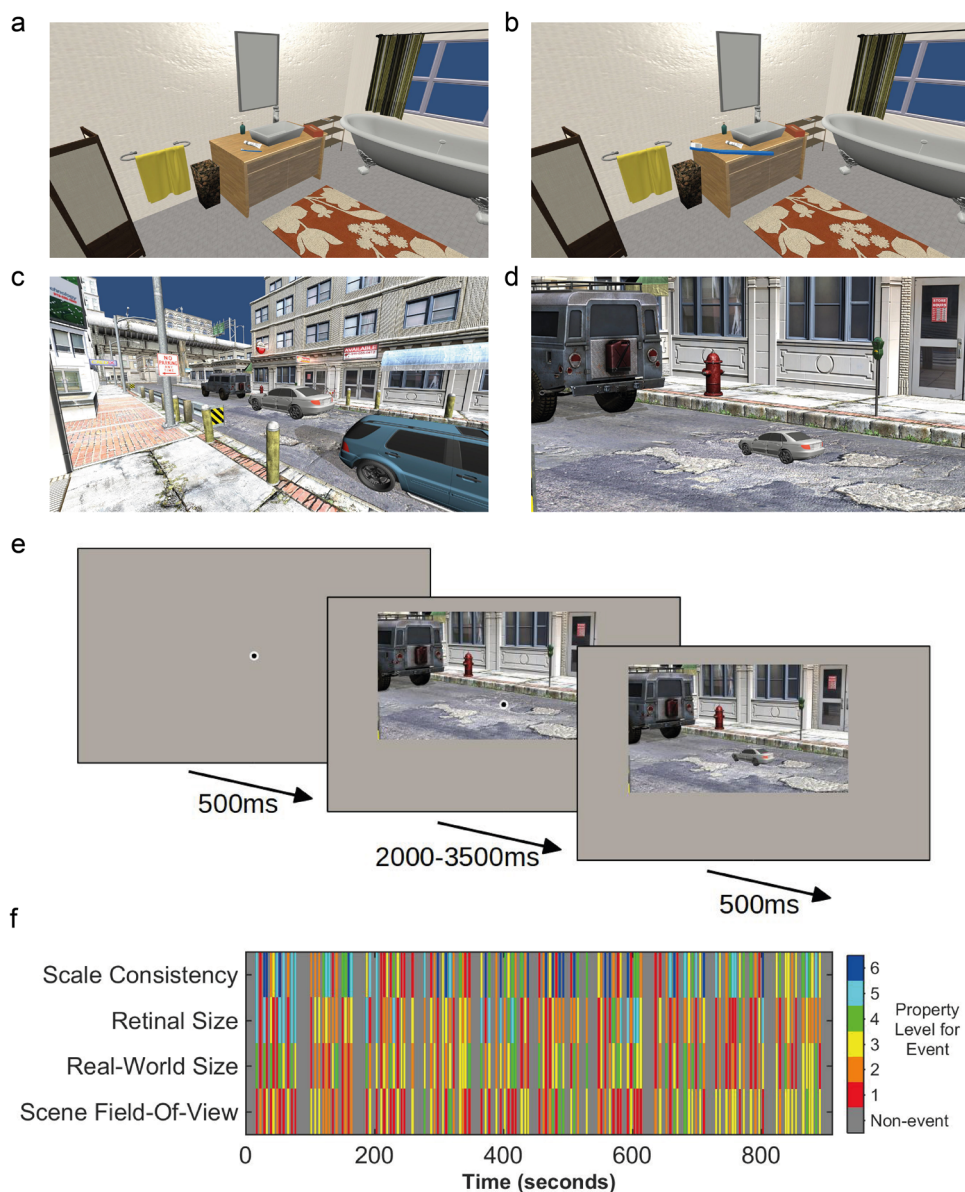 a
b
c
NO
PARKING
d
e
500ms
2000-3500ms
500ms
f
Scale Consistency
Retinal Size
Real-World Size
Scene Field-Of-View
6
5
4
3
2
1
Non-event
Property
Level for
Event
0
200
400
600
800
Time (seconds)